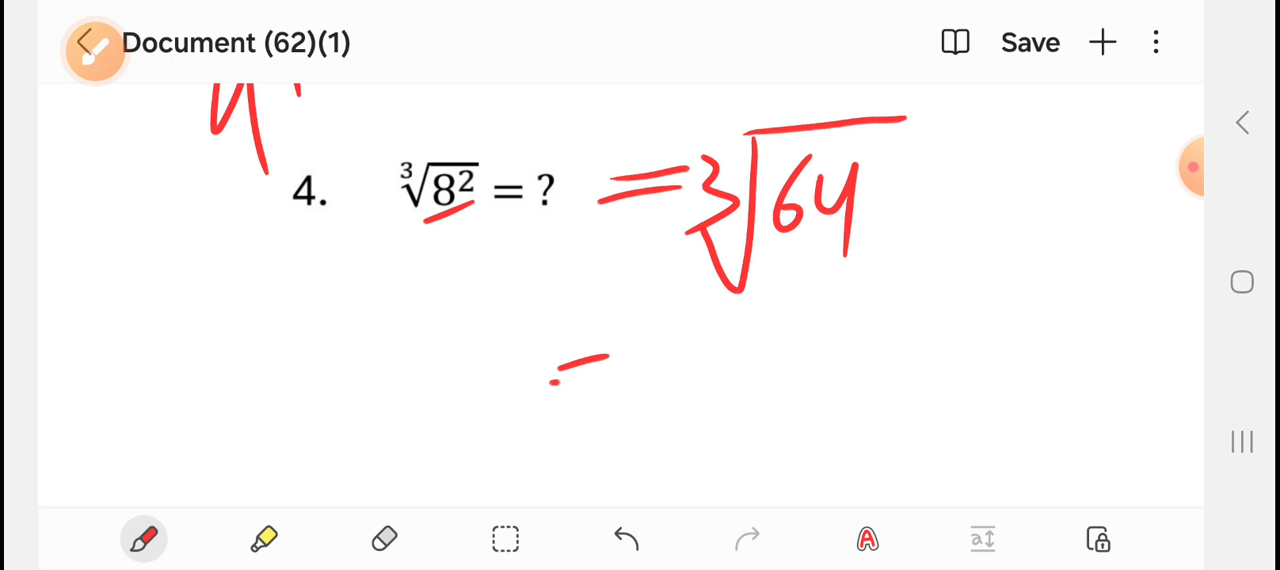 Document (62)(1) Save
4. ∛8² = ? = ∛64
=